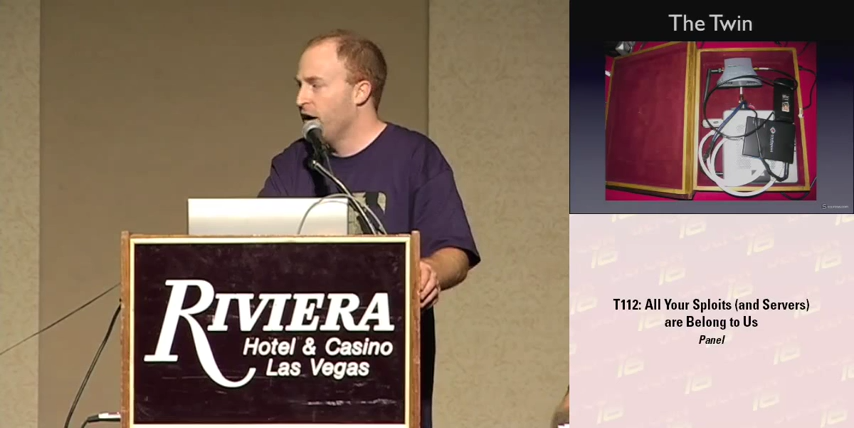 The Twin
RIVIERA
Hotel & Casino
Las Vegas
T112: All Your Sploits (and Servers)
are Belong to Us
Panel